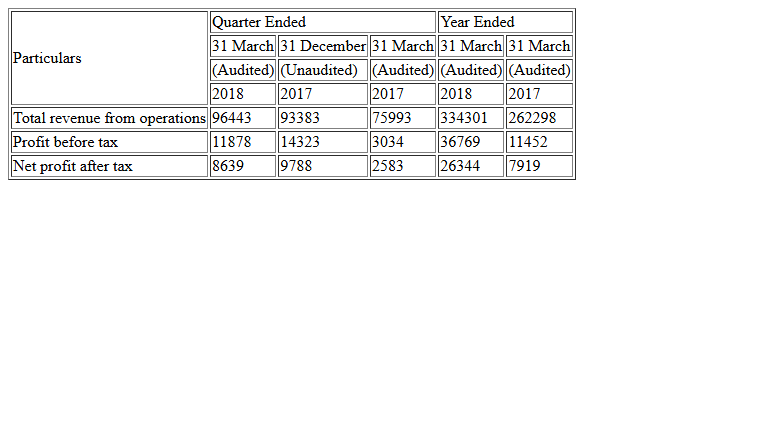 Particulars
Quarter Ended Year Ended
31 March 31 December 31 March 31 March 31 March
(Audited) (Unaudited) (Audited) (Audited) (Audited)
2018 2017 2017 2018 2017
Total revenue from operations 96443 93383 75993 334301 262298
Profit before tax 11878 14323 3034 36769 11452
Net profit after tax 8639 9788 2583 26344 7919